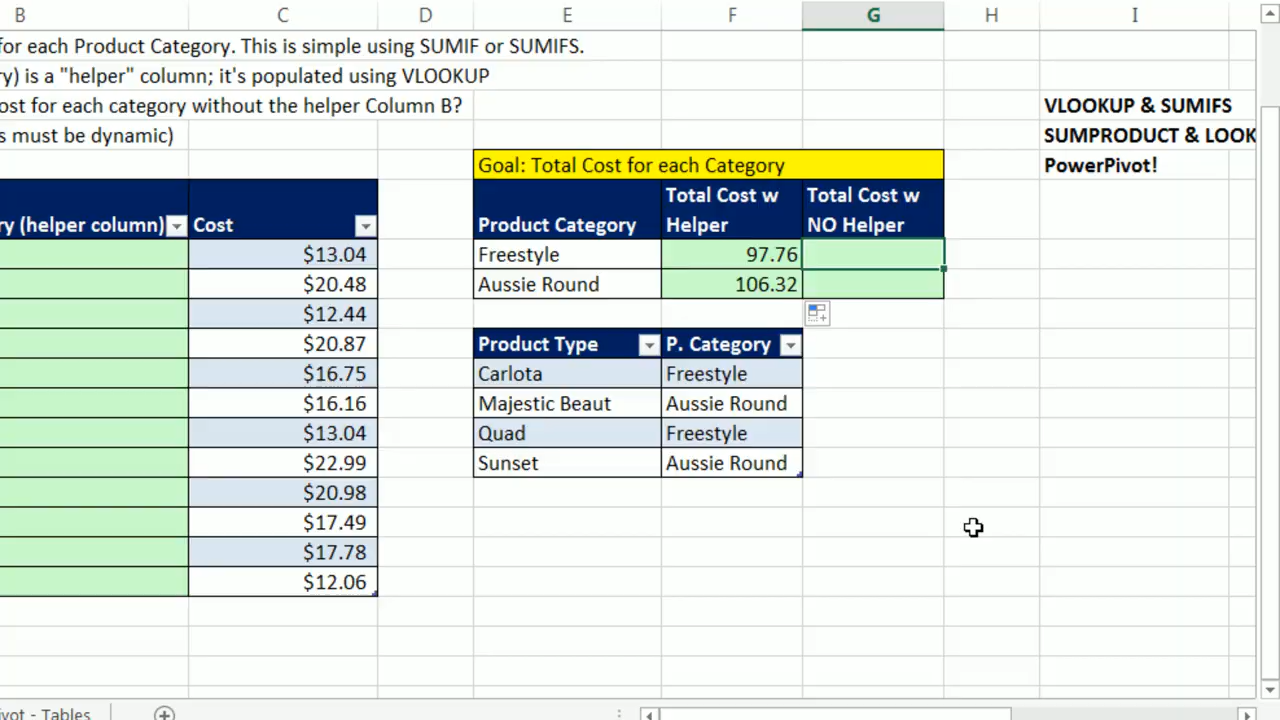 B C D E F G H I
for each Product Category. This is simple using SUMIF or SUMIFS.
ry) is a "helper" column; it's populated using VLOOKUP
ost for each category without the helper Column B? VLOOKUP & SUMIFS
s must be dynamic) SUMPRODUCT & LOOK
Goal: Total Cost for each Category PowerPivot!
Total Cost w Total Cost w
ry (helper column) Cost Product Category Helper NO Helper
$13.04 Freestyle 97.76
$20.48 Aussie Round 106.32
$12.44
$20.87 Product Type P. Category
$16.75 Carlota Freestyle
$16.16 Majestic Beaut Aussie Round
$13.04 Quad Freestyle
$22.99 Sunset Aussie Round
$20.98
$17.49
$17.78
$12.06
ivot - Tables